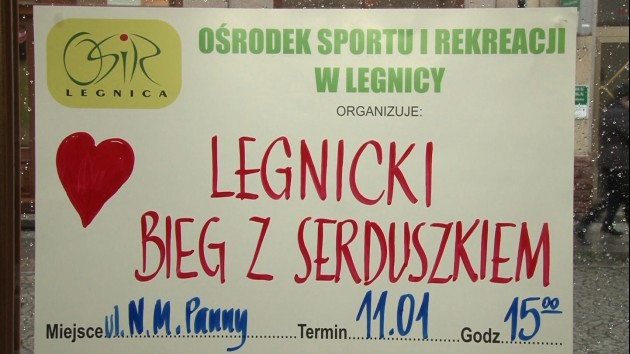 OSiR
LEGNICA
OŚRODEK SPORTU I REKREACJI
W LEGNICY
ORGANIZUJE:
LEGNICKI
BIEG Z SERDUSZKIEM
Miejsce ul. N. M. Panny Termin 11.01 Godz 15⁰⁰